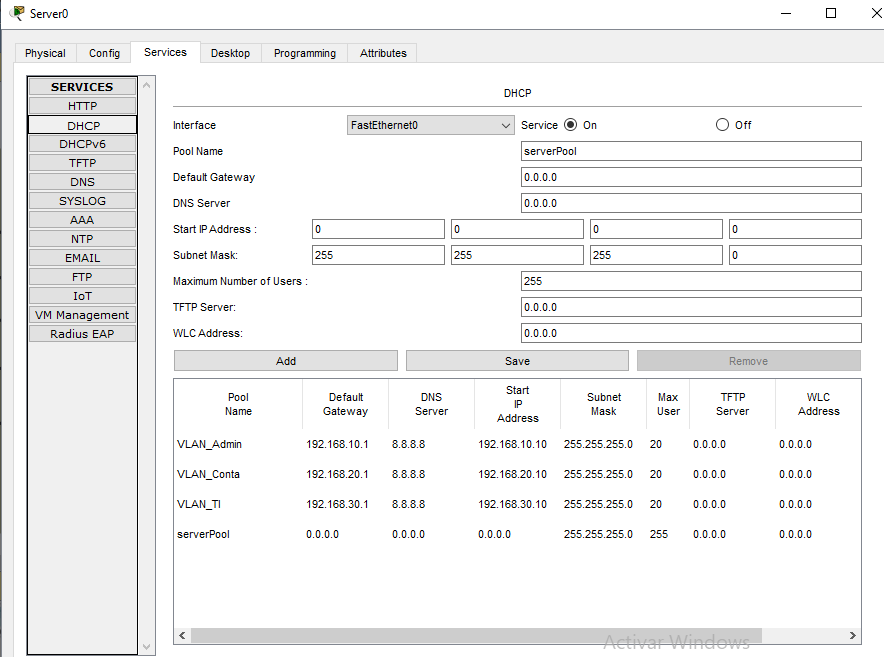 Server0
Physical Config Services Desktop Programming Attributes
SERVICES
HTTP
DHCP
DHCPv6
TFTP
DNS
SYSLOG
AAA
NTP
EMAIL
FTP
IoT
VM Management
Radius EAP
DHCP
Interface FastEthernet0 Service On Off
Pool Name serverPool
Default Gateway 0.0.0.0
DNS Server 0.0.0.0
Start IP Address : 0 0 0 0
Subnet Mask: 255 255 255 0
Maximum Number of Users : 255
TFTP Server: 0.0.0.0
WLC Address: 0.0.0.0
Add Save Remove
Pool Name Default Gateway DNS Server Start IP Address Subnet Mask Max User TFTP Server WLC Address
VLAN_Admin 192.168.10.1 8.8.8.8 192.168.10.10 255.255.255.0 20 0.0.0.0 0.0.0.0
VLAN_Conta 192.168.20.1 8.8.8.8 192.168.20.10 255.255.255.0 20 0.0.0.0 0.0.0.0
VLAN_TI 192.168.30.1 8.8.8.8 192.168.30.10 255.255.255.0 20 0.0.0.0 0.0.0.0
serverPool 0.0.0.0 0.0.0.0 0.0.0.0 255.255.255.0 255 0.0.0.0 0.0.0.0
Activar Windows